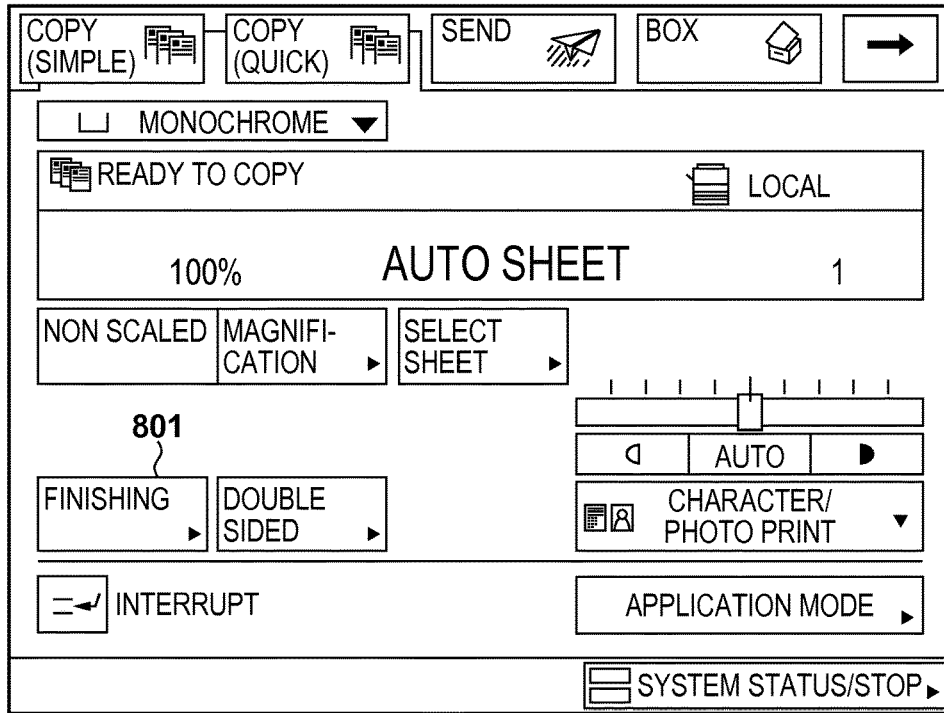 COPY
(SIMPLE)
COPY
(QUICK)
SEND
BOX
MONOCHROME
READY TO COPY
LOCAL
100%
AUTO SHEET
1
NON SCALED
MAGNIFI-
CATION
SELECT
SHEET
801
AUTO
FINISHING
DOUBLE
SIDED
CHARACTER/
PHOTO PRINT
INTERRUPT
APPLICATION MODE
SYSTEM STATUS/STOP